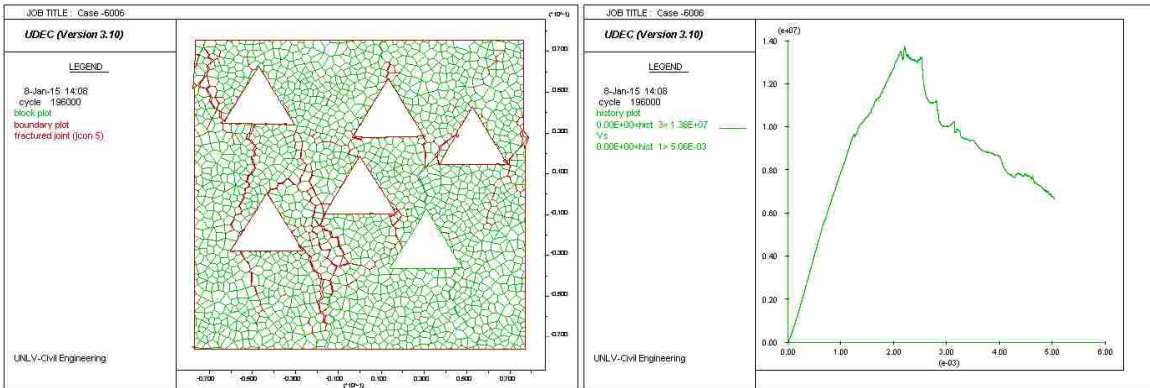 JOB TITLE : Case -6006
UDEC (Version 3.10)
LEGEND
8-Jan-15 14:08
cycle 196000
block plot
boundary plot
fractured joint (jcon 5)
UNLV-Civil Engineering
(*10^-1)
0.700
0.500
0.300
0.100
-0.100
-0.300
-0.500
-0.700
-0.700 -0.500 -0.300 -0.100 0.100 0.300 0.500 0.700
(*10^-1)
JOB TITLE : Case -6006
UDEC (Version 3.10)
LEGEND
8-Jan-15 14:08
cycle 196000
history plot
0.00E+00<hist 3> 1.38E+07
Vs
0.00E+00<hist 1> 5.06E-03
UNLV-Civil Engineering
(e+07)
1.40
1.20
1.00
0.80
0.60
0.40
0.20
0.00
0.00 1.00 2.00 3.00 4.00 5.00 6.00
(e-03)